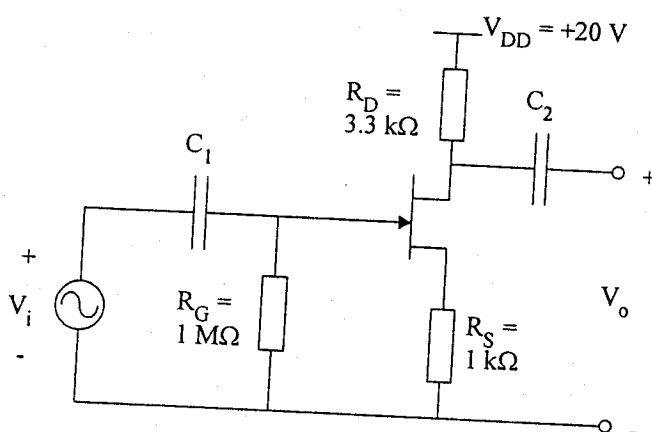 V_DD = +20 V
R_D =
3.3 kΩ
C_2
C_1
+
+
V_i
-
R_G =
1 MΩ
R_S =
1 kΩ
V_o
-